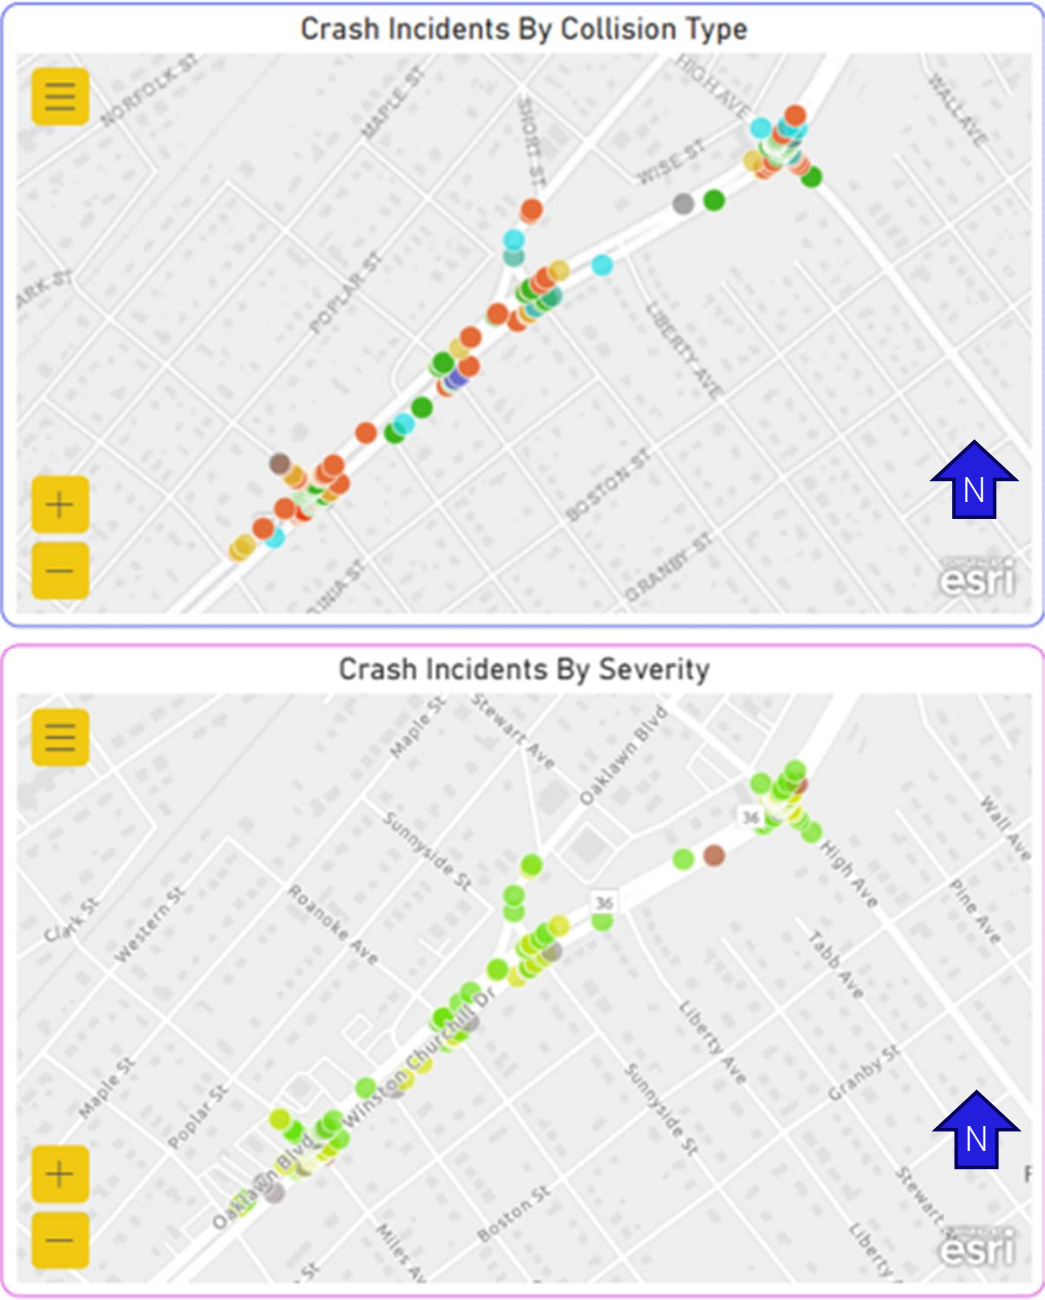 Crash Incidents By Collision Type
NORFOLK ST
MAPLE ST
SHORT ST
HIGH AVE
WALL AVE
WISE ST
POPLAR ST
ARK ST
LIBERTY AVE
BOSTON ST
GRANBY ST
INIA ST
N
esri
+
−
Crash Incidents By Severity
Maple St
Stewart Ave
Oaklawn Blvd
Sunnyside St
36
Wall Ave
High Ave
Pine Ave
Clark St
Western St
Roanoke Ave
36
Tabb Ave
Winston Churchill Dr
Liberty Ave
Granby St
Maple St
Poplar St
Sunnyside St
N
F
Oaklawn Blvd
Boston St
Stewart
Miles Av
Liberty
St
esri
+
−